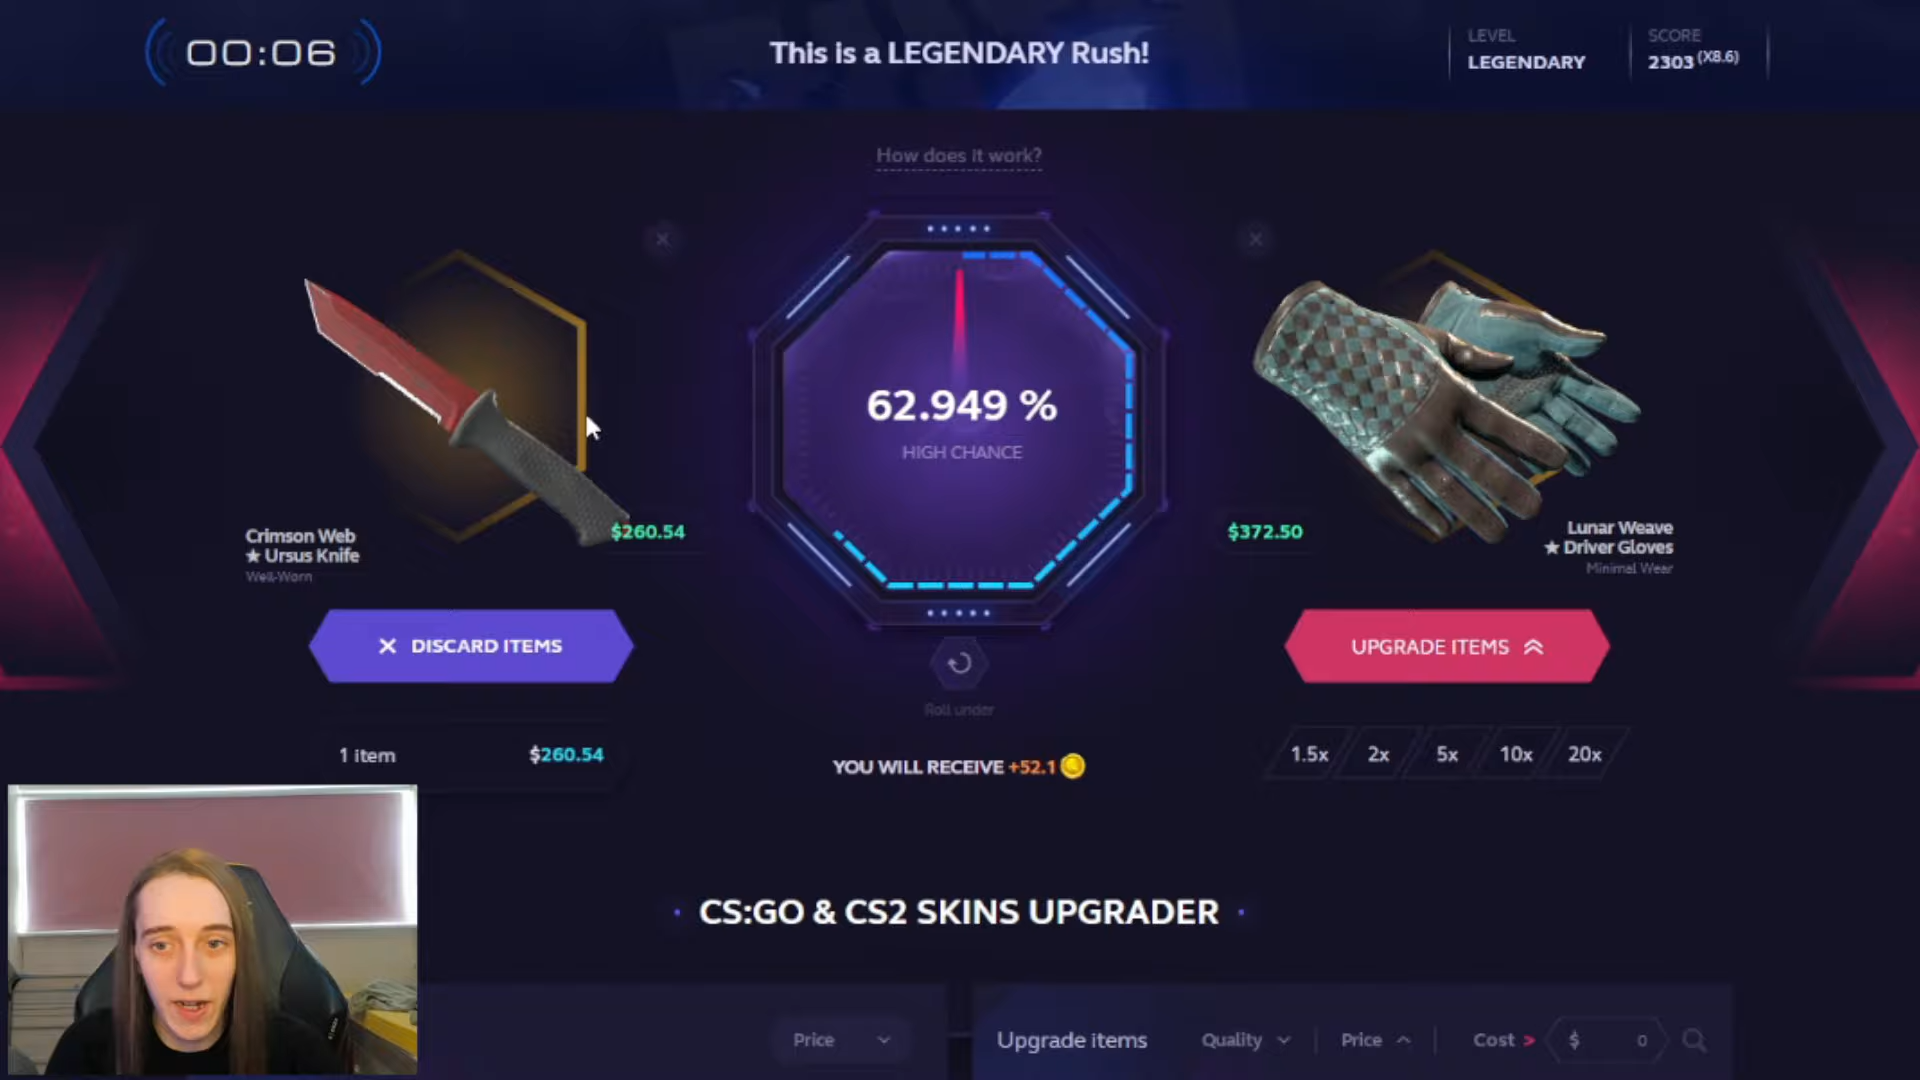 00:06
This is a LEGENDARY Rush!
LEVEL
LEGENDARY
SCORE
2303 (X8.6)
How does it work?
62.949 %
HIGH CHANCE
$260.54
Crimson Web
★ Ursus Knife
Well-Worn
$372.50
Lunar Weave
★ Driver Gloves
Minimal Wear
✕ DISCARD ITEMS
UPGRADE ITEMS
Roll under
1 item $260.54
YOU WILL RECEIVE +52.1
1.5x 2x 5x 10x 20x
· CS:GO & CS2 SKINS UPGRADER ·
Price
Upgrade items Quality Price Cost > $ 0